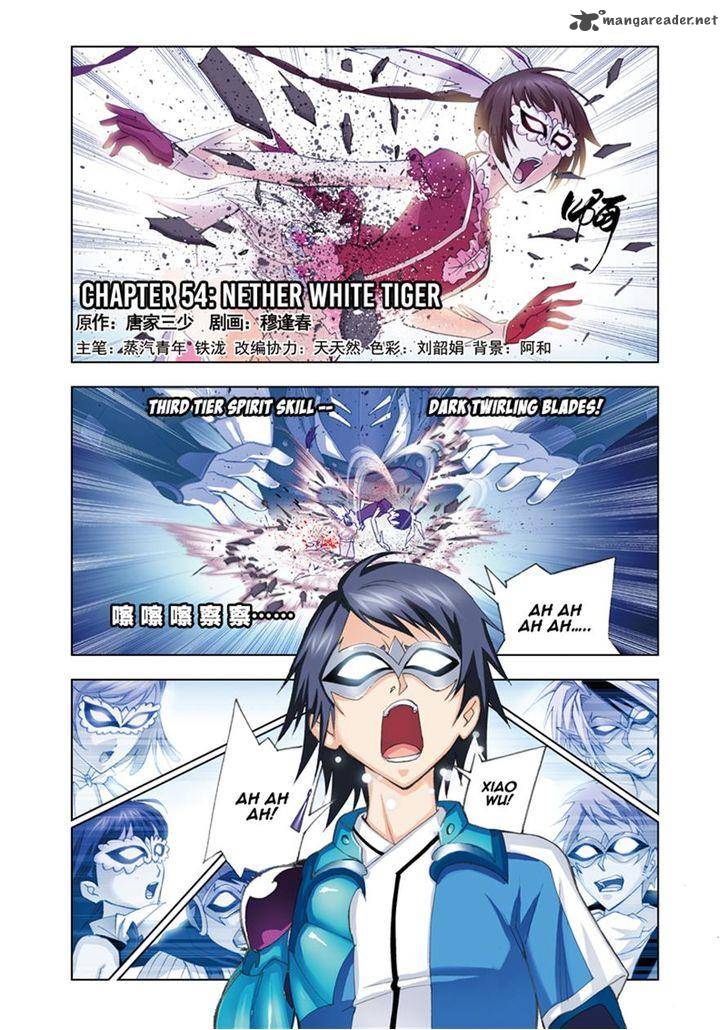 mangareader.net
CHAPTER 54: NETHER WHITE TIGER
原作：唐家三少 剧画：穆逢春
主笔：蒸汽青年 铁泷 改编协力：天天然 色彩：刘韶娟 背景：阿和
THIRD TIER SPIRIT SKILL --
DARK TWIRLING BLADES!
嚓嚓嚓察察……
AH AH
AH AH.....
AH AH
AH!
XIAO
WU!